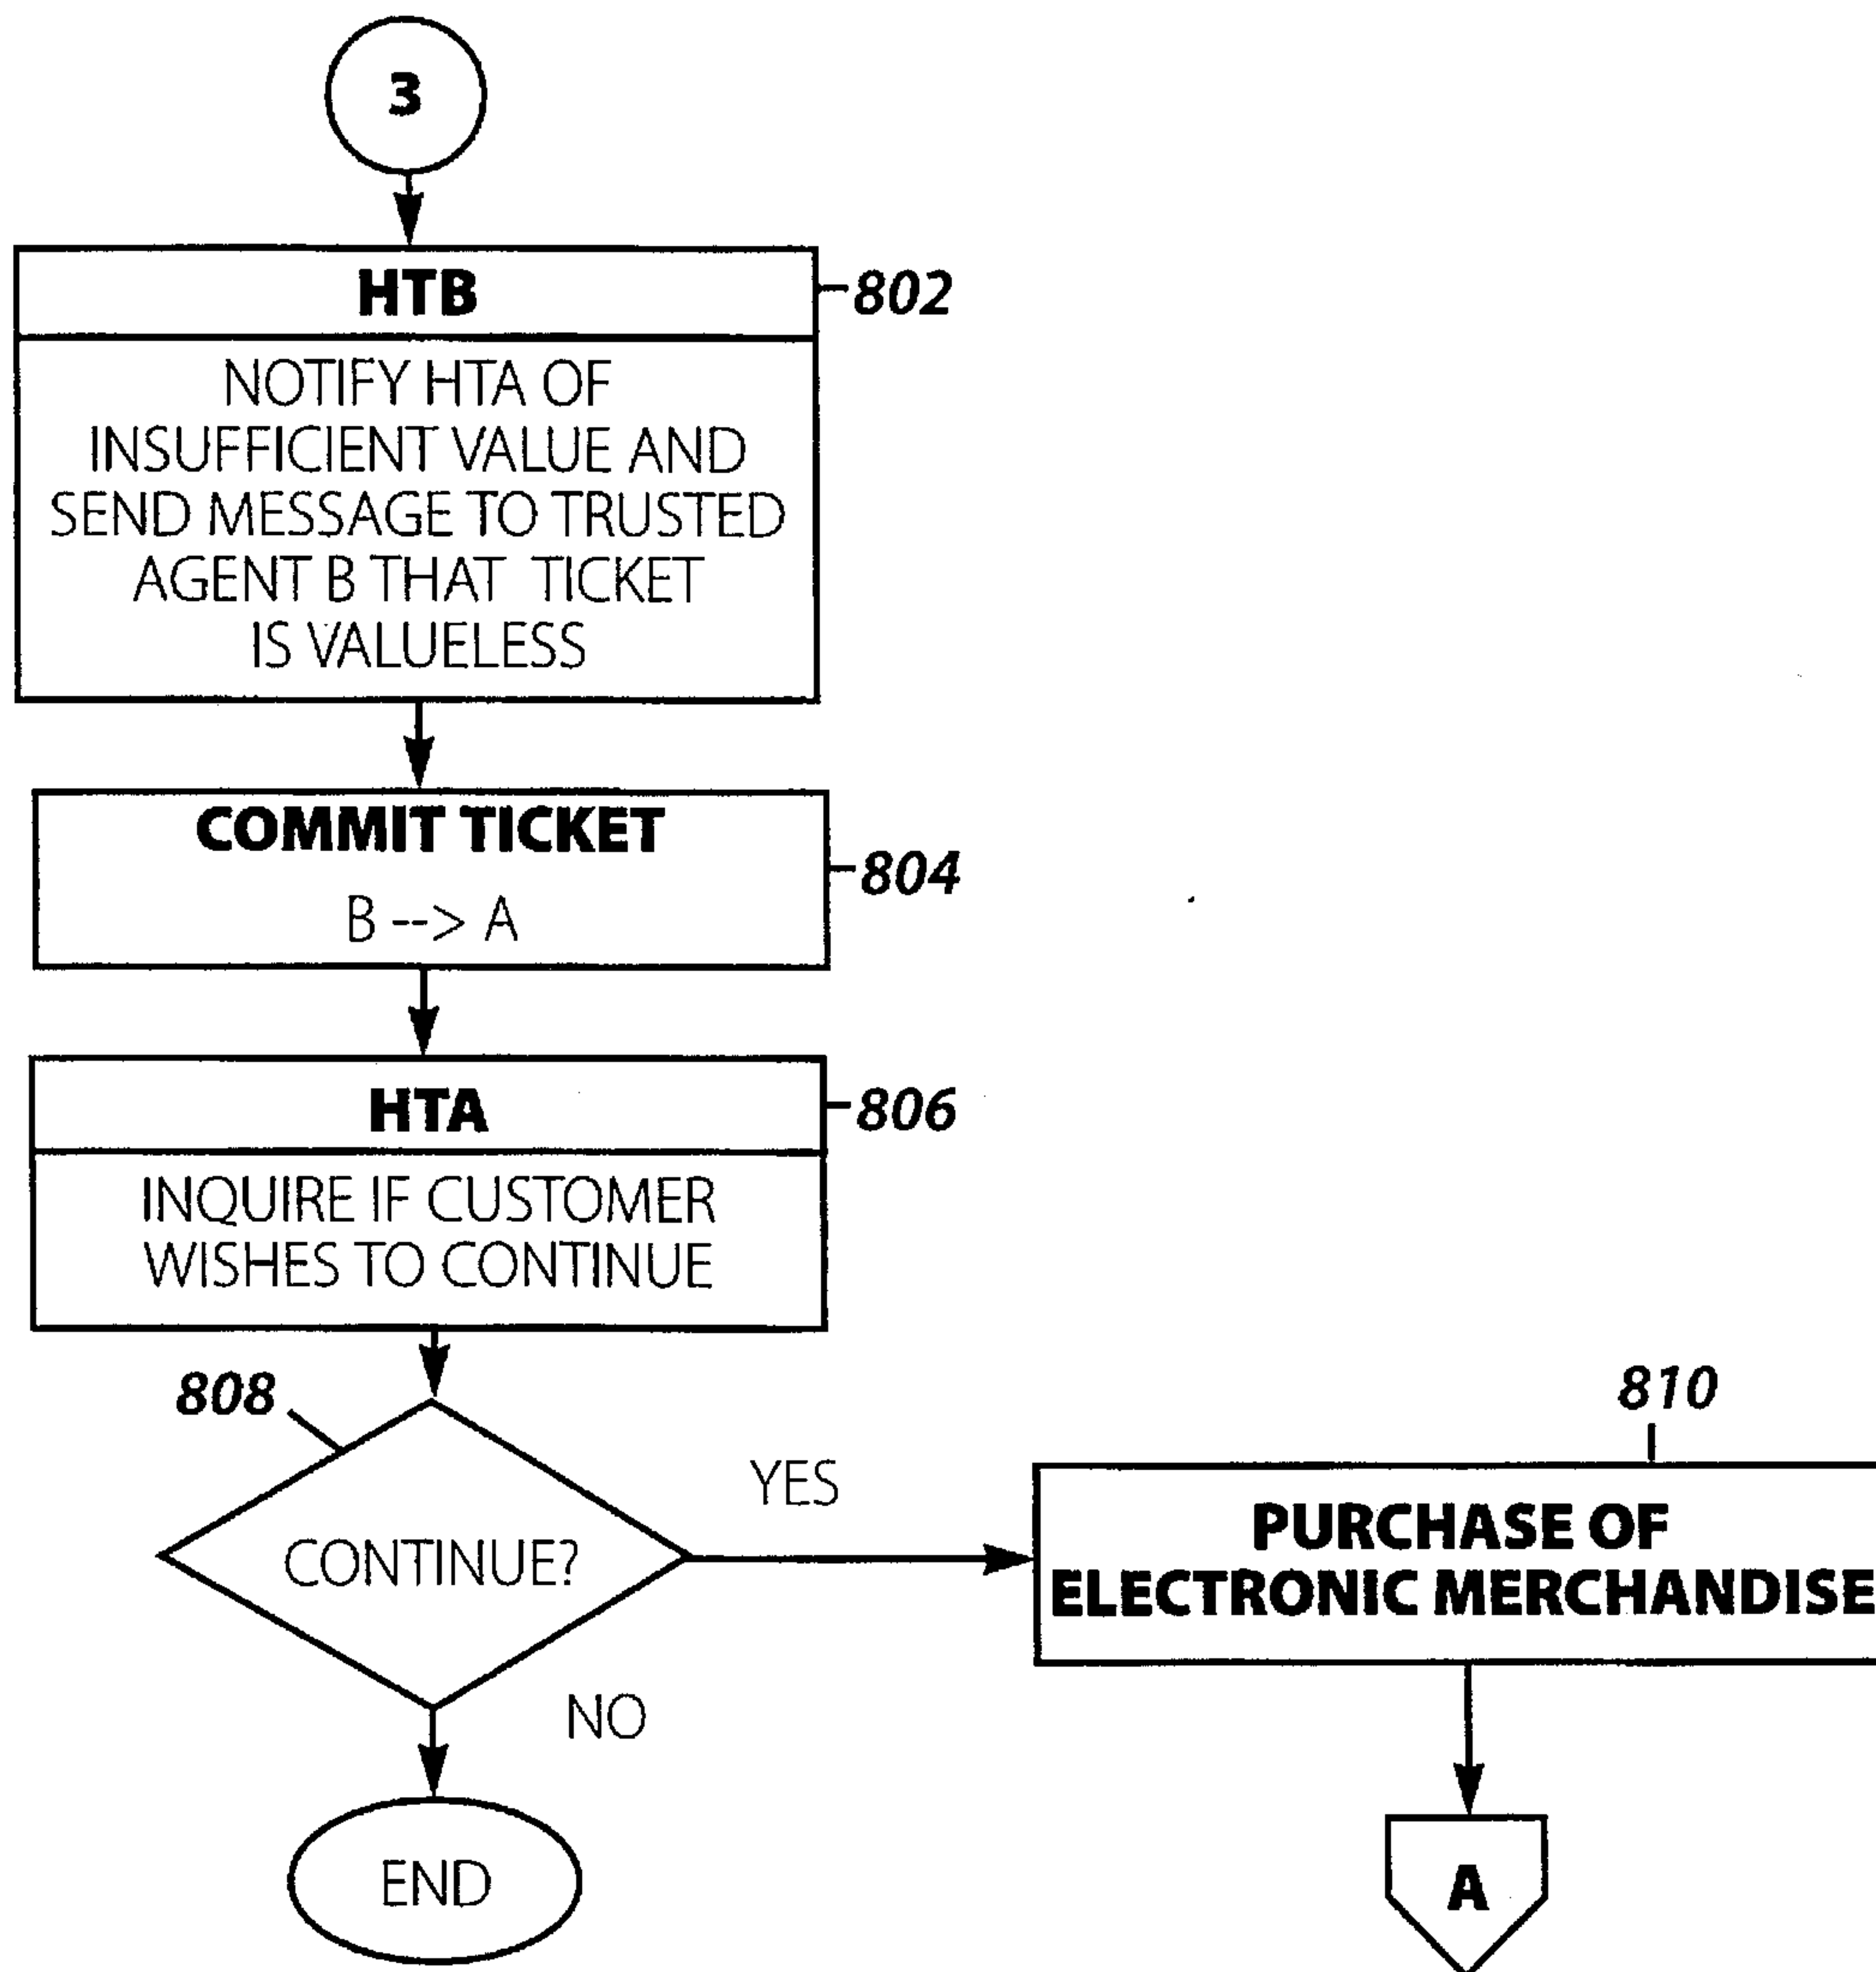 3
HTB
802
NOTIFY HTA OF
INSUFFICIENT VALUE AND
SEND MESSAGE TO TRUSTED
AGENT B THAT TICKET
IS VALUELESS
COMMIT TICKET
804
B --> A
HTA
806
INQUIRE IF CUSTOMER
WISHES TO CONTINUE
808
CONTINUE?
YES
NO
END
810
PURCHASE OF
ELECTRONIC MERCHANDISE
A